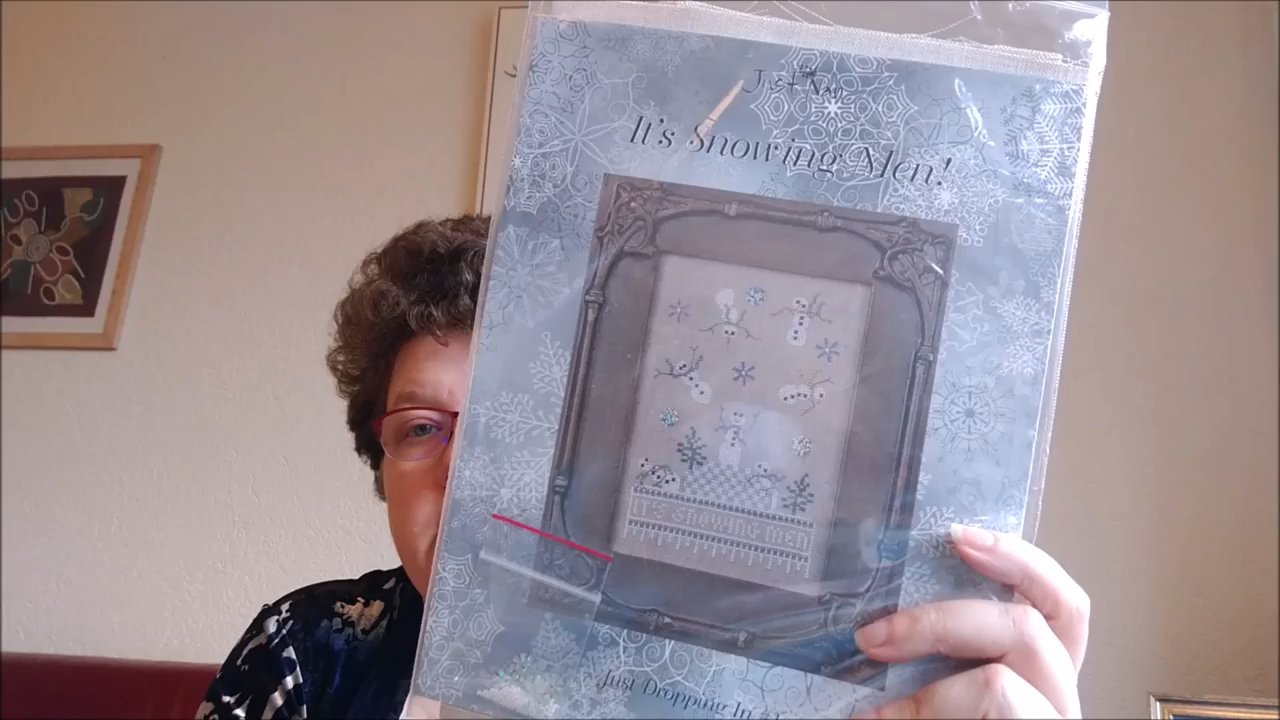 Just Nan
It's Snowing Men!
IT'S SNOWING MEN
Just Dropping In